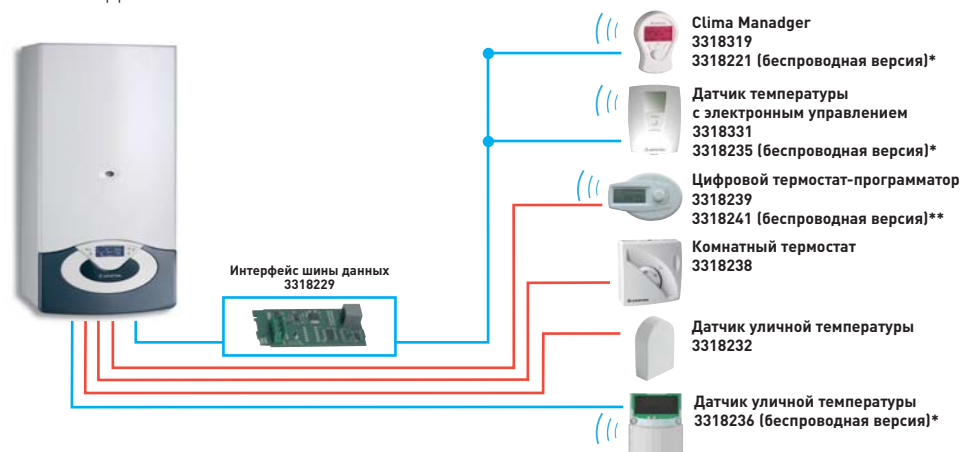 Clima Manadger
3318319
3318221 (беспроводная версия)*
Датчик температуры
с электронным управлением
3318331
3318235 (беспроводная версия)*
Цифровой термостат-программатор
3318239
3318241 (беспроводная версия)**
Комнатный термостат
3318238
Интерфейс шины данных
3318229
Датчик уличной температуры
3318232
Датчик уличной температуры
3318236 (беспроводная версия)*